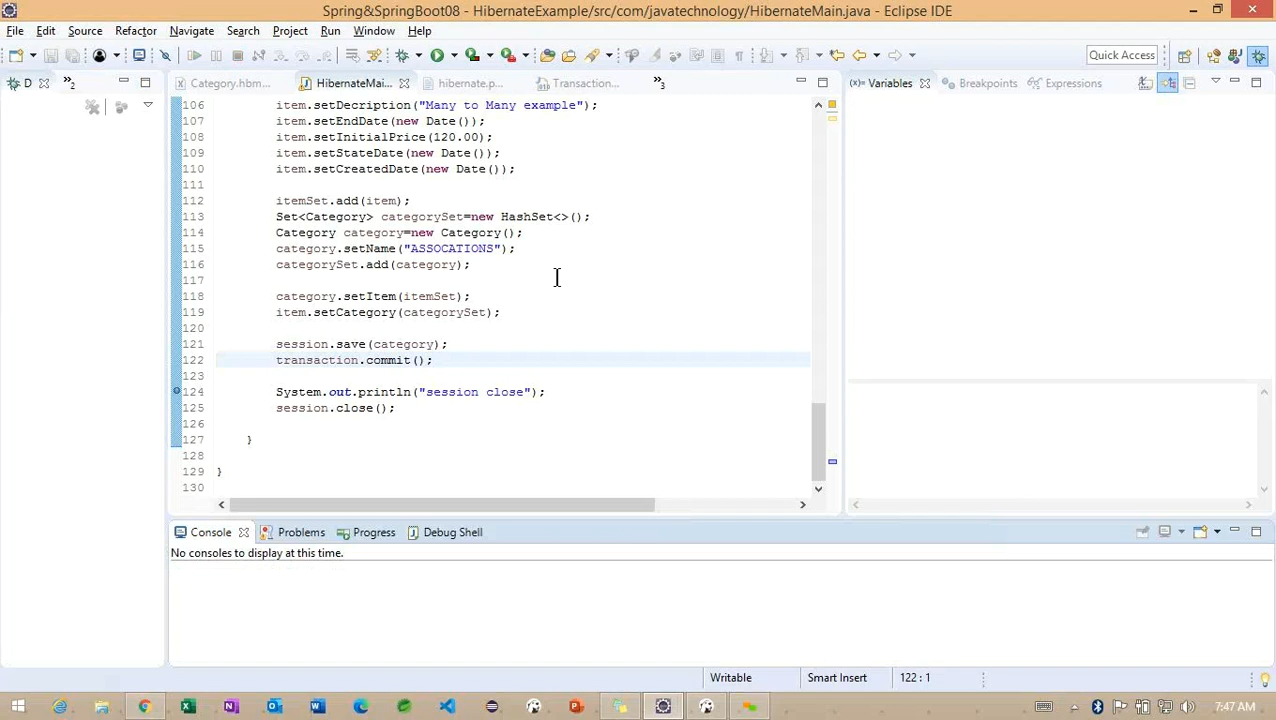 Spring&SpringBoot08 - HibernateExample/src/com/javatechnology/HibernateMain.java - Eclipse IDE
File Edit Source Refactor Navigate Search Project Run Window Help
Quick Access
D »2
Category.hbm... HibernateMai... hibernate.p... Transaction... »3
Variables Breakpoints Expressions
106 item.setDecription("Many to Many example");
107 item.setEndDate(new Date());
108 item.setInitialPrice(120.00);
109 item.setStateDate(new Date());
110 item.setCreatedDate(new Date());
111
112 itemSet.add(item);
113 Set<Category> categorySet=new HashSet<>();
114 Category category=new Category();
115 category.setName("ASSOCATIONS");
116 categorySet.add(category);
117
118 category.setItem(itemSet);
119 item.setCategory(categorySet);
120
121 session.save(category);
122 transaction.commit();
123
124 System.out.println("session close");
125 session.close();
126
127 }
128
129 }
130
Console Problems Progress Debug Shell
No consoles to display at this time.
Writable Smart Insert 122 : 1
7:47 AM